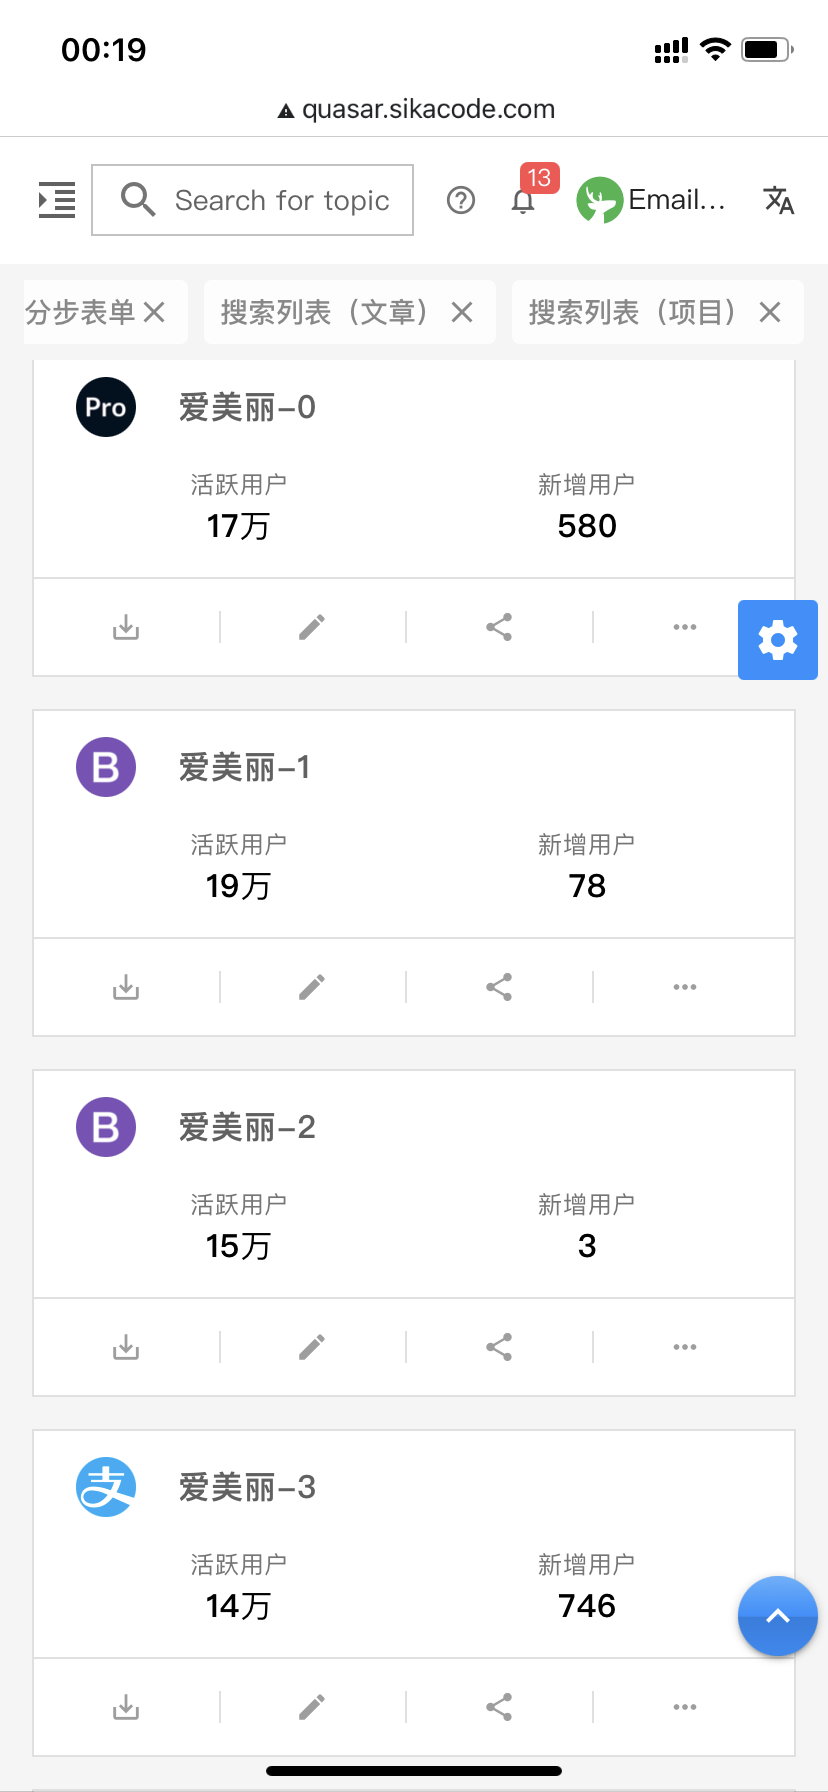 00:19
quasar.sikacode.com
Search for topic
13
Email...
分步表单
搜索列表（文章）
搜索列表（项目）
Pro
爱美丽-0
活跃用户 新增用户
17万 580
B
爱美丽-1
活跃用户 新增用户
19万 78
B
爱美丽-2
活跃用户 新增用户
15万 3
支
爱美丽-3
活跃用户 新增用户
14万 746